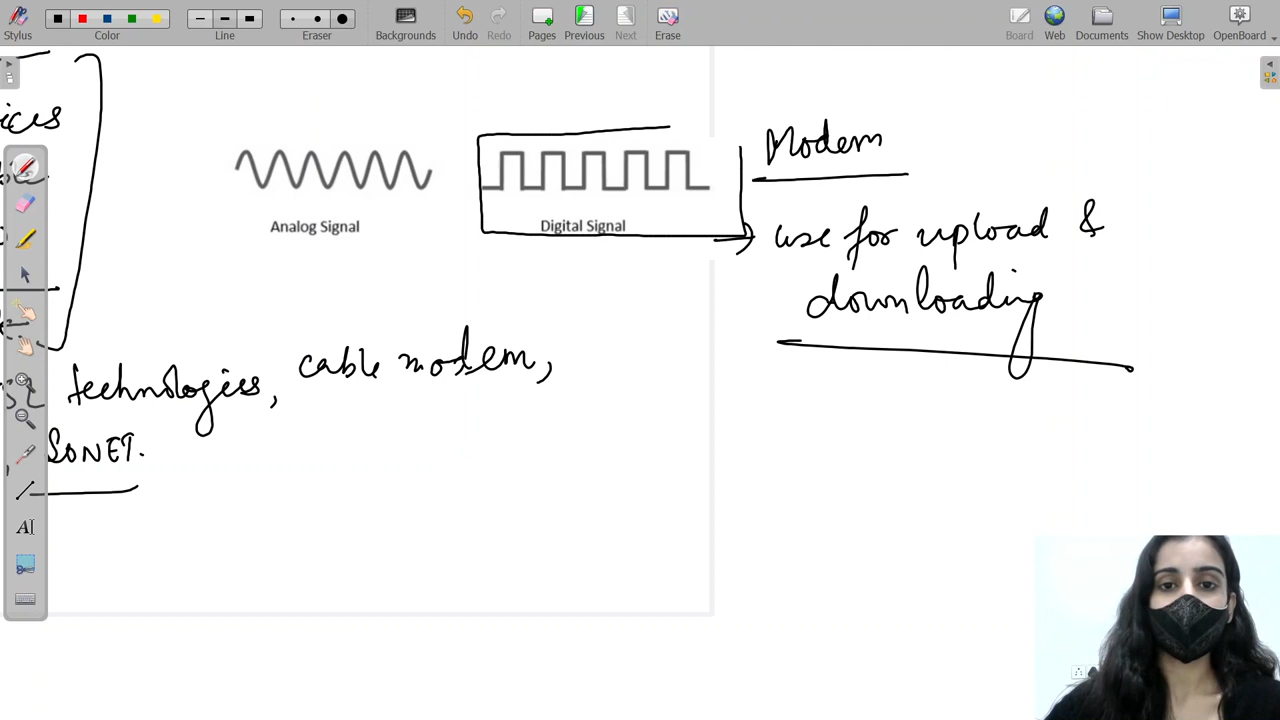 Stylus
Color
Line
Eraser
Backgrounds
Undo
Redo
Pages
Previous
Next
Erase
Board
Web
Documents
Show Desktop
OpenBoard
ices
Analog Signal
Digital Signal
Modem
use for upload &
downloading
technologies, cable modem,
SONET.
AI